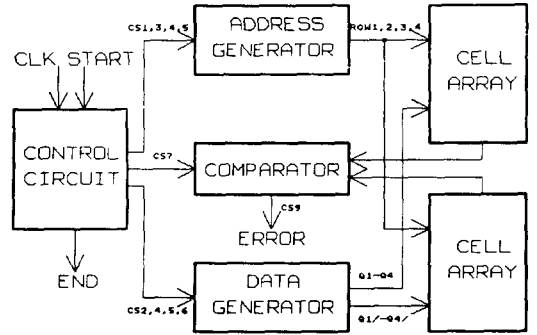 CS1,3,4,5
ADDRESS
GENERATOR
ROW1,2,3,4
CELL
ARRAY
CLK START
CONTROL
CIRCUIT
CS7
COMPARATOR
CS9
ERROR
END
CS2,4,5,6
DATA
GENERATOR
Q1-Q4
Q1/-Q4/
CELL
ARRAY